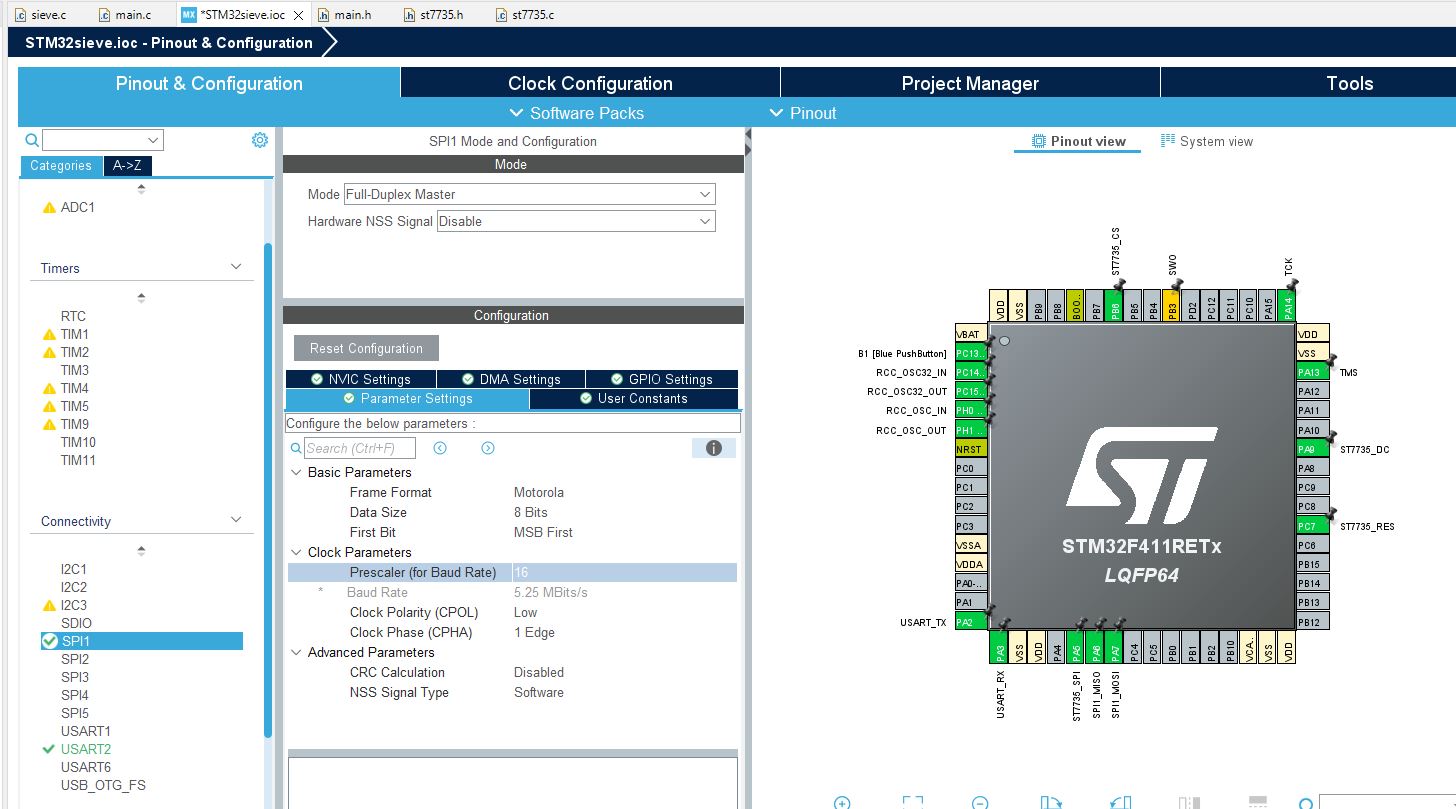 sieve.c
main.c
MX *STM32sieve.ioc
main.h
st7735.h
st7735.c
STM32sieve.ioc - Pinout & Configuration
Pinout & Configuration
Clock Configuration
Project Manager
Tools
Software Packs
Pinout
Categories
A->Z
ADC1
Timers
RTC
TIM1
TIM2
TIM3
TIM4
TIM5
TIM9
TIM10
TIM11
Connectivity
I2C1
I2C2
I2C3
SDIO
SPI1
SPI2
SPI3
SPI4
SPI5
USART1
USART2
USART6
USB_OTG_FS
SPI1 Mode and Configuration
Mode
Mode Full-Duplex Master
Hardware NSS Signal Disable
Configuration
Reset Configuration
NVIC Settings
DMA Settings
GPIO Settings
Parameter Settings
User Constants
Configure the below parameters :
Search (Ctrl+F)
Basic Parameters
Frame Format Motorola
Data Size 8 Bits
First Bit MSB First
Clock Parameters
Prescaler (for Baud Rate) 16
* Baud Rate 5.25 MBits/s
Clock Polarity (CPOL) Low
Clock Phase (CPHA) 1 Edge
Advanced Parameters
CRC Calculation Disabled
NSS Signal Type Software
Pinout view
System view
ST7735_CS
SWO
TCK
VDD
VSS
PB9
PB8
BOO..
PB7
PB6
PB5
PB4
PB3
PD2
PC12
PC11
PC10
PA15
PA14
VBAT
B1 [Blue PushButton] PC13..
RCC_OSC32_IN PC14..
RCC_OSC32_OUT PC15..
RCC_OSC_IN PH0 ..
RCC_OSC_OUT PH1 ..
NRST
PC0
PC1
PC2
PC3
VSSA
VDDA
PA0-..
PA1
USART_TX PA2
STM32F411RETx
LQFP64
VDD
VSS
PA13 TMS
PA12
PA11
PA10
PA9 ST7735_DC
PA8
PC9
PC8
PC7 ST7735_RES
PC6
PB15
PB14
PB13
PB12
PA3
VSS
VDD
PA4
PA5
PA6
PA7
PC4
PC5
PB0
PB1
PB2
PB10
VCA..
VSS
VDD
USART_RX
ST7735_SPI
SPI1_MISO
SPI1_MOSI